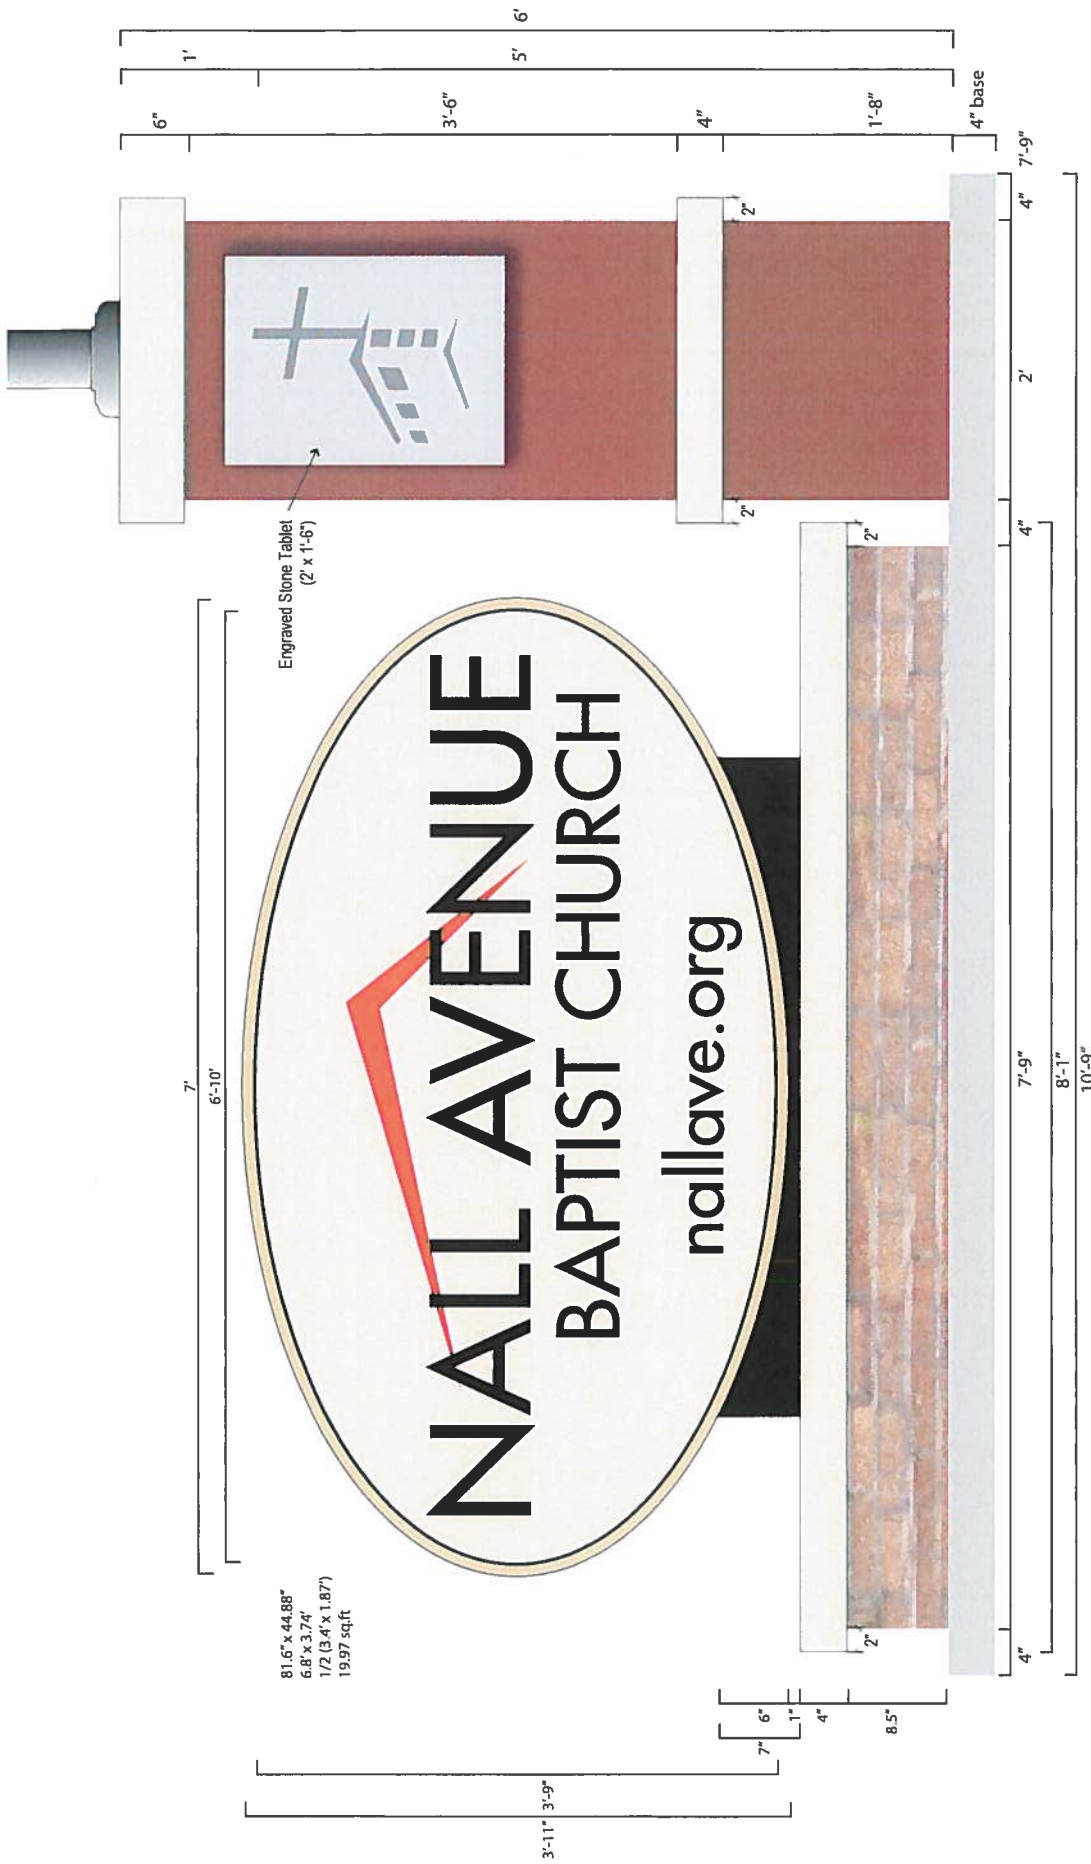 81.6" x 44.88"
6.8' x 3.74'
1/2 (3.4' x 1.87')
19.97 sq.ft
7'
6'-10'
Engraved Stone Tablet
(2' x 1'-6")
NALL AVENUE
BAPTIST CHURCH
nallave.org
3'-11"
3'-9"
7"
6"
1"
4"
8.5"
2"
2"
2"
2"
6"
3'-6"
4"
1'-8"
4" base
1'
5'
6'
4"
7'-9"
4"
2'
4"
7'-9"
8'-1"
10'-9"